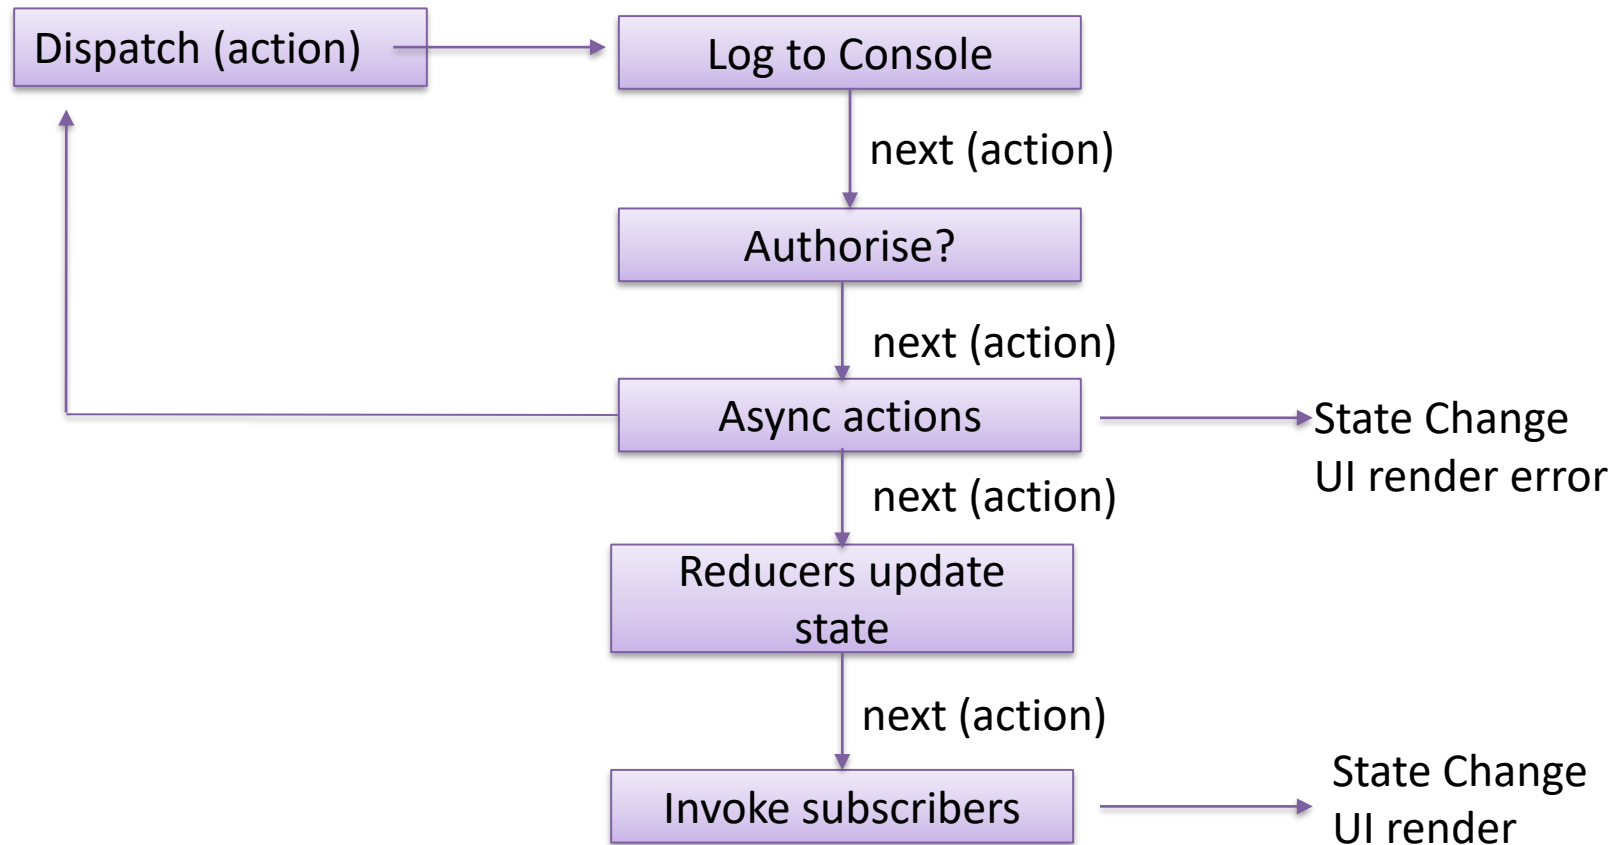 Dispatch (action)
Log to Console
next (action)
Authorise?
next (action)
Async actions
State Change
UI render error
next (action)
Reducers update
state
next (action)
Invoke subscribers
State Change
UI render